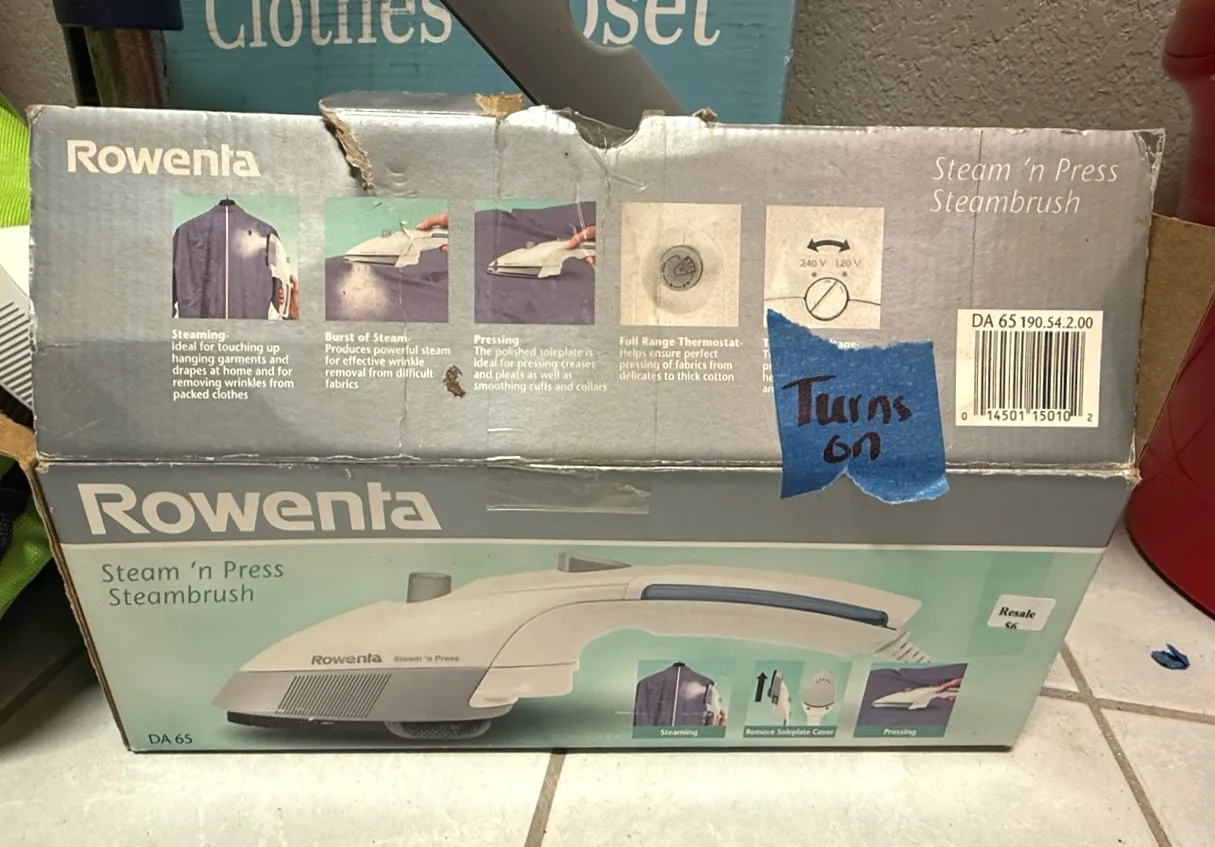 Clothes
Rowenta
Steam 'n Press
Steambrush
240 V 120 V
Steaming-
Ideal for touching up
hanging garments and
drapes at home and for
removing wrinkles from
packed clothes
Burst of Steam-
Produces powerful steam
for effective wrinkle
removal from difficult
fabrics
Pressing
The polished soleplate is
ideal for pressing creases
and pleats as well as
smoothing cuffs and collars
Full Range Thermostat-
Helps ensure perfect
pressing of fabrics from
delicates to thick cotton
Turns
on
DA 65 190.54.2.00
0 14501 15010 2
Rowenta
Steam 'n Press
Steambrush
Rowenta Steam 'n Press
Resale
$6
Steaming
Remove Soleplate Cover
Pressing
DA 65